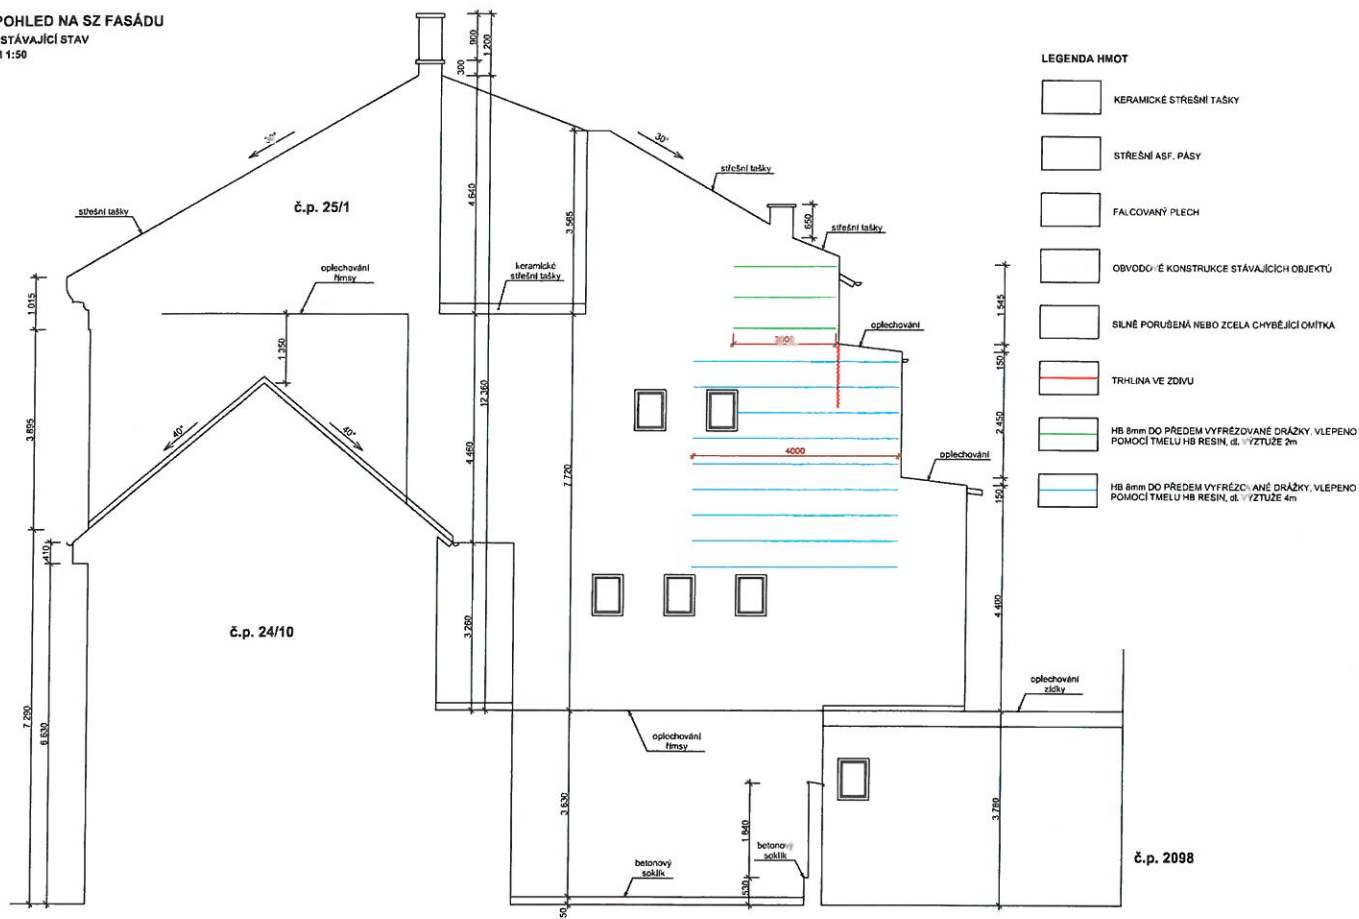 POHLED NA SZ FASÁDU
STÁVAJÍCÍ STAV
1:50
900
1.200
300
30°
30°
střešní tašky
č.p. 25/1
střešní tašky
4.640
3.565
650
střešní tašky
oplechování
římsy
keramické
střešní tašky
1.015
1.350
1.545
oplechování
150
3.895
40°
40°
4.460
12.360
7.720
4000
2.450
oplechování
150
410
7.290
6.630
č.p. 24/10
3.260
4.400
oplechování
zídky
oplechování
římsy
3.630
1.840
3.780
betonový
soklík
betonový
soklík
530
50
č.p. 2098
LEGENDA HMOT
KERAMICKÉ STŘEŠNÍ TAŠKY
STŘEŠNÍ ASF. PÁSY
FALCOVANÝ PLECH
OBVODOVÉ KONSTRUKCE STÁVAJÍCÍCH OBJEKTŮ
SILNĚ PORUŠENÁ NEBO ZCELA CHYBĚJÍCÍ OMÍTKA
TRHLINA VE ZDIVU
HB 8mm DO PŘEDEM VYFRÉZOVANÉ DRÁŽKY, VLEPENO
POMOCÍ TMELU HB RESIN, dl. VÝZTUŽE 2m
HB 8mm DO PŘEDEM VYFRÉZOVANÉ DRÁŽKY, VLEPENO
POMOCÍ TMELU HB RESIN, dl. VÝZTUŽE 4m